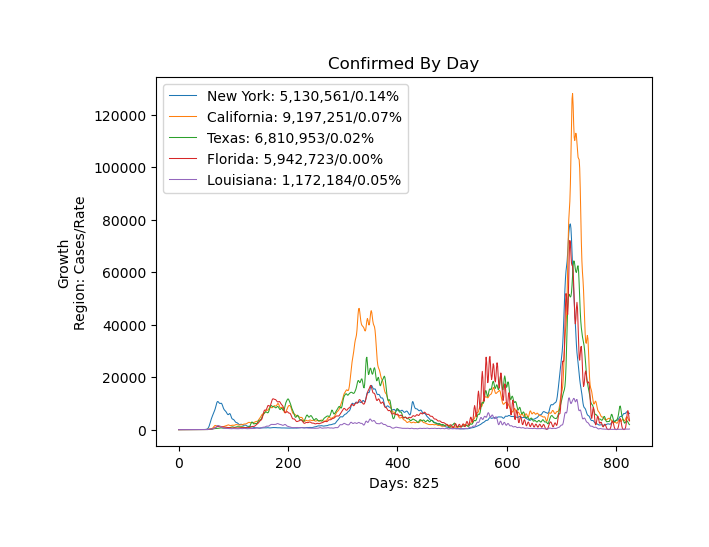 Confirmed By Day
New York: 5,130,561/0.14%
California: 9,197,251/0.07%
Texas: 6,810,953/0.02%
Florida: 5,942,723/0.00%
Louisiana: 1,172,184/0.05%
Growth
Region: Cases/Rate
120000
100000
80000
60000
40000
20000
0
0 200 400 600 800
Days: 825